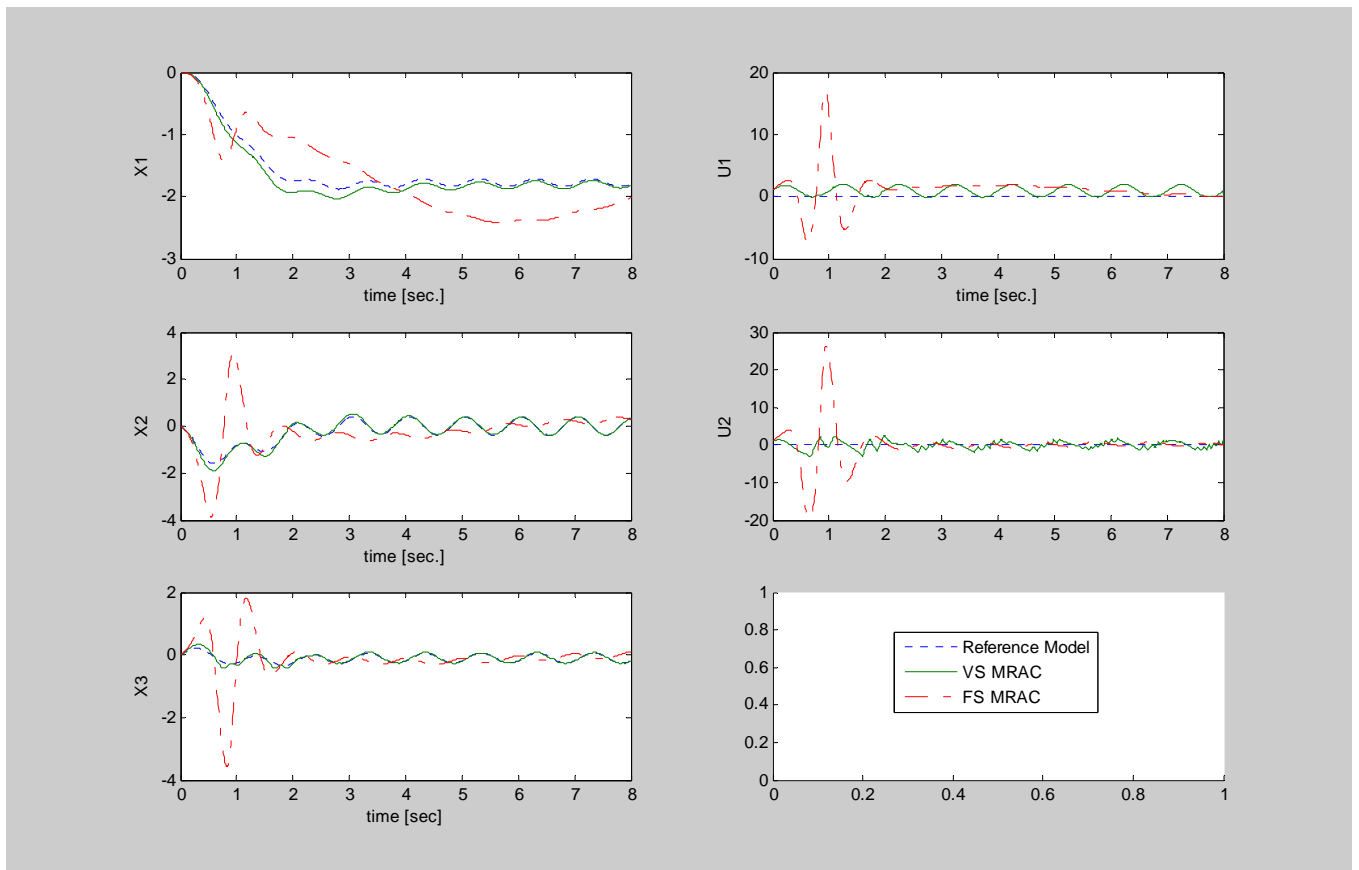 0
-1
-2
-3
X1
0 1 2 3 4 5 6 7 8
time [sec.]
20
10
0
-10
U1
0 1 2 3 4 5 6 7 8
time [sec.]
4
2
0
-2
-4
X2
0 1 2 3 4 5 6 7 8
time [sec.]
30
20
10
0
-10
-20
U2
0 1 2 3 4 5 6 7 8
2
0
-2
-4
X3
0 1 2 3 4 5 6 7 8
time [sec]
1
0.8
0.6
0.4
0.2
0
0 0.2 0.4 0.6 0.8 1
Reference Model
VS MRAC
FS MRAC